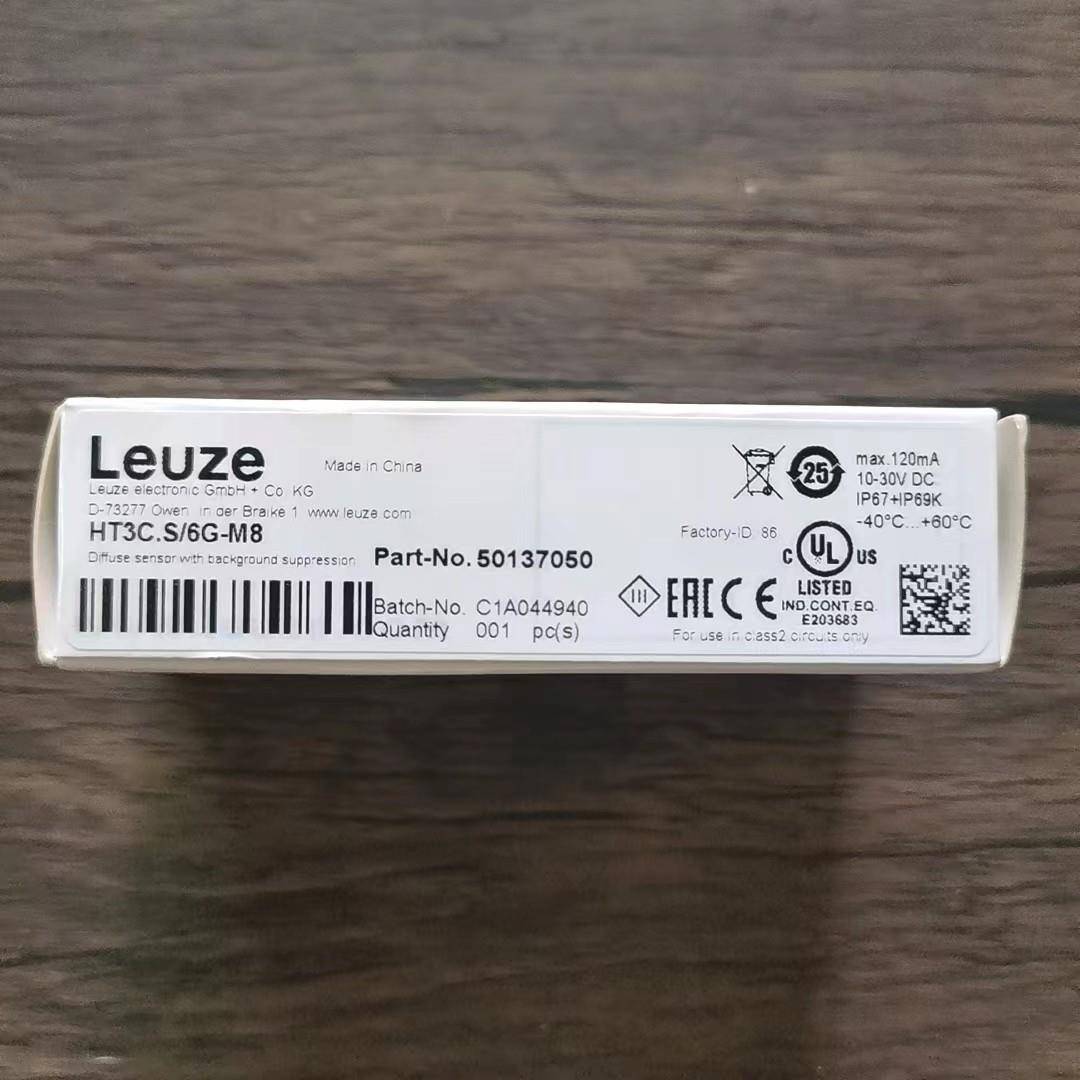 Leuze
Made in China
Leuze electronic GmbH + Co. KG
D-73277 Owen, In der Braike 1 www.leuze.com
HT3C.S/6G-M8
Diffuse sensor with background suppression
Part-No. 50137050
Batch-No. C1A044940
Quantity 001 pc(s)
25
max.120mA
10-30V DC
IP67+IP69K
-40°C...+60°C
Factory-ID. 86
C UL US
LISTED
IND.CONT.EQ.
E203683
EAC CE
For use in class2 circuits only